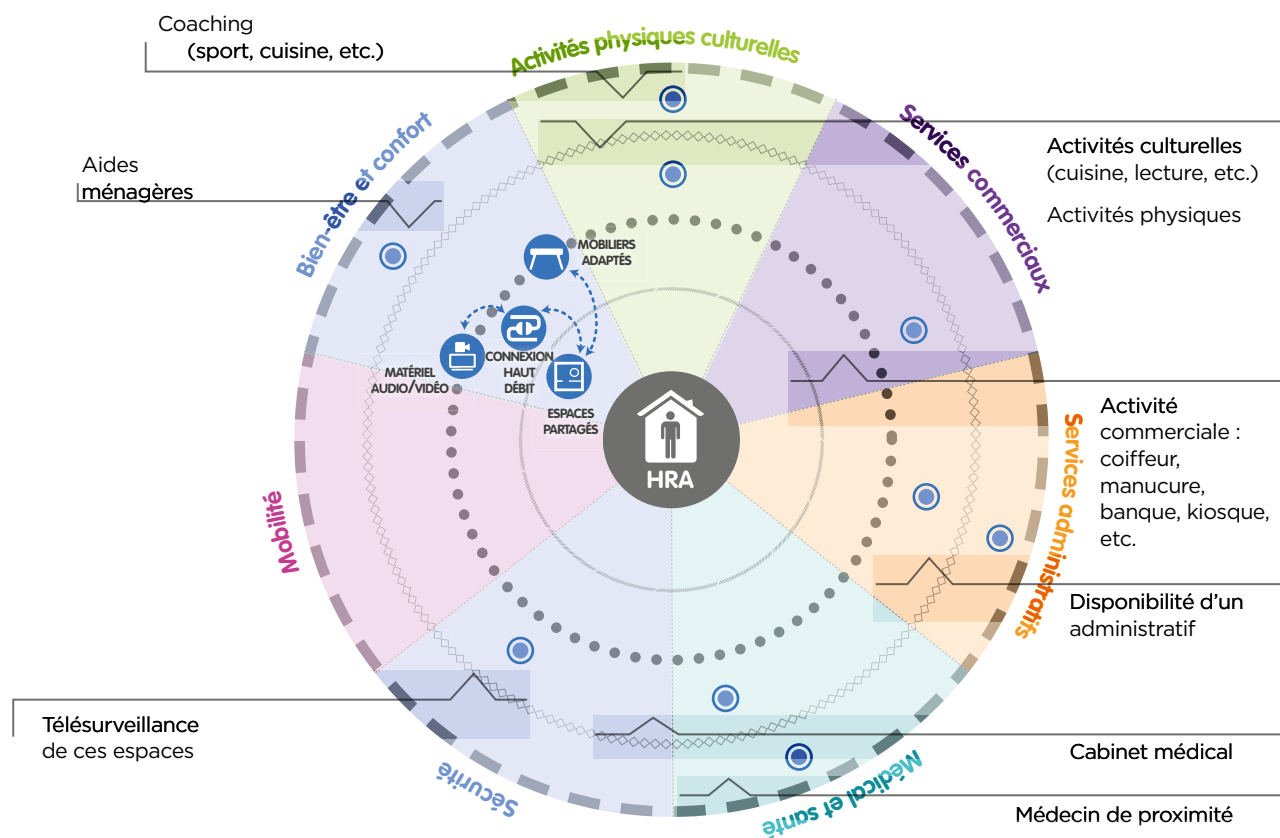 Coaching
(sport, cuisine, etc.)
Activités physiques culturelles
Services commerciaux
Bien-être et confort
Aides
ménagères
Activités culturelles
(cuisine, lecture, etc.)
Activités physiques
MOBILIERS
ADAPTÉS
CONNEXION
HAUT
DÉBIT
MATÉRIEL
AUDIO/VIDÉO
ESPACES
PARTAGÉS
HRA
Activité
commerciale :
coiffeur,
manucure,
banque, kiosque,
etc.
Services administratifs
Mobilité
Disponibilité d’un
administratif
Télésurveillance
de ces espaces
Sécurité
Médical et santé
Cabinet médical
Médecin de proximité